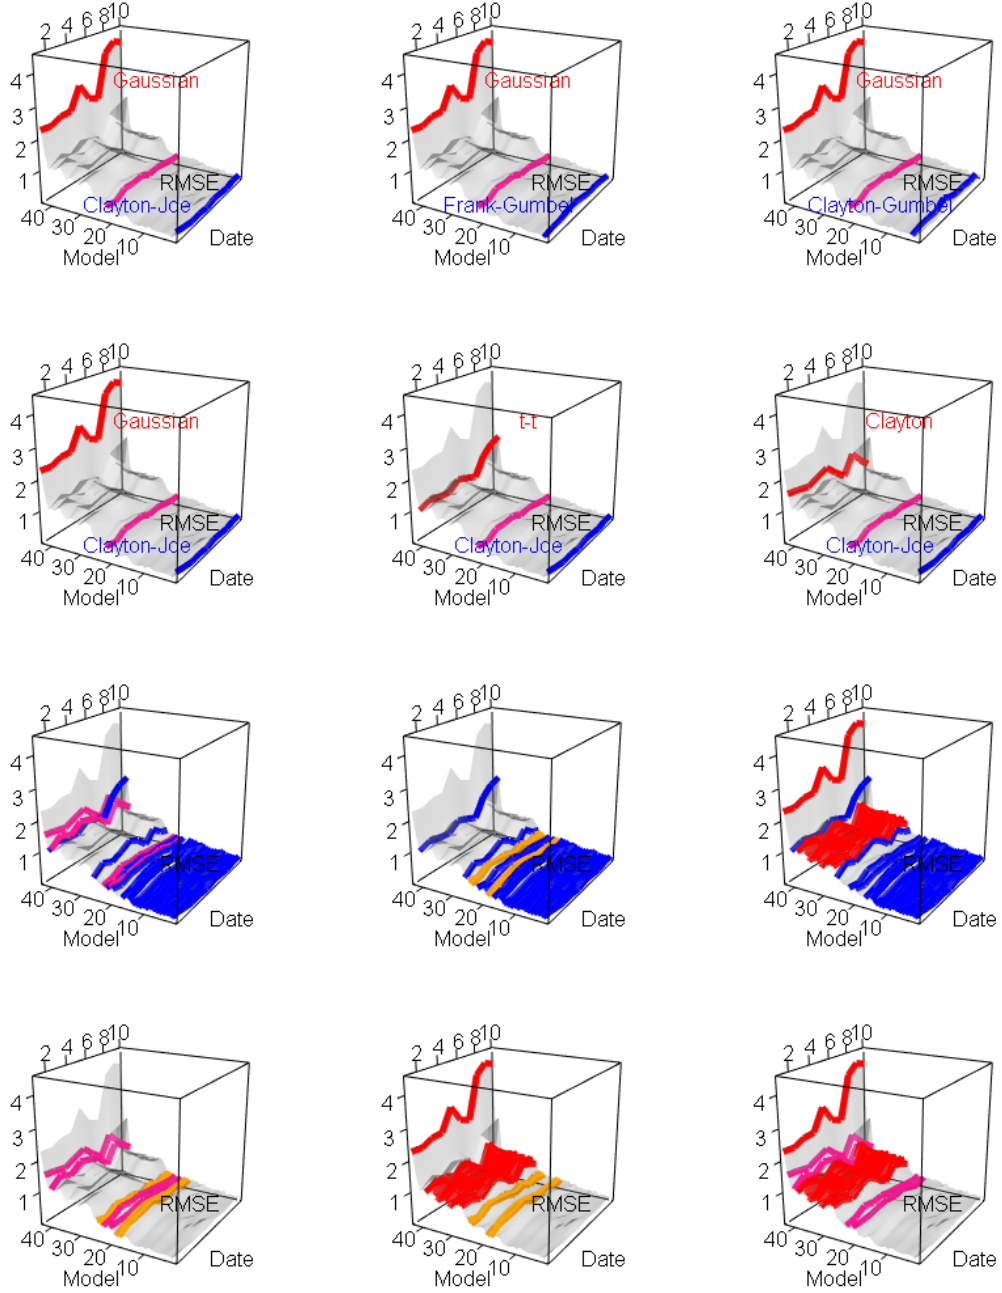 2 4 6 8 10 2 4 6 8 10 2 4 6 8 10
4 Gaussian 4 Gaussian 4 Gaussian
3 3 3
2 2 2
1 RMSE 1 RMSE 1 RMSE
Clayton-Joe Frank-Gumbel Clayton-Gumbel
40 30 20 10 Date 40 30 20 10 Date 40 30 20 10 Date
Model Model Model
2 4 6 8 10 2 4 6 8 10 2 4 6 8 10
4 Gaussian 4 t-t 4 Clayton
3 3 3
2 2 2
1 RMSE 1 RMSE 1 RMSE
Clayton-Joe Clayton-Joe Clayton-Joe
40 30 20 10 Date 40 30 20 10 Date 40 30 20 10 Date
Model Model Model
2 4 6 8 10 2 4 6 8 10 2 4 6 8 10
4 4 4
3 3 3
2 2 2
1 RMSE 1 RMSE 1 RMSE
40 30 20 10 Date 40 30 20 10 Date 40 30 20 10 Date
Model Model Model
2 4 6 8 10 2 4 6 8 10 2 4 6 8 10
4 4 4
3 3 3
2 2 2
1 RMSE 1 RMSE 1 RMSE
40 30 20 10 Date 40 30 20 10 Date 40 30 20 10 Date
Model Model Model